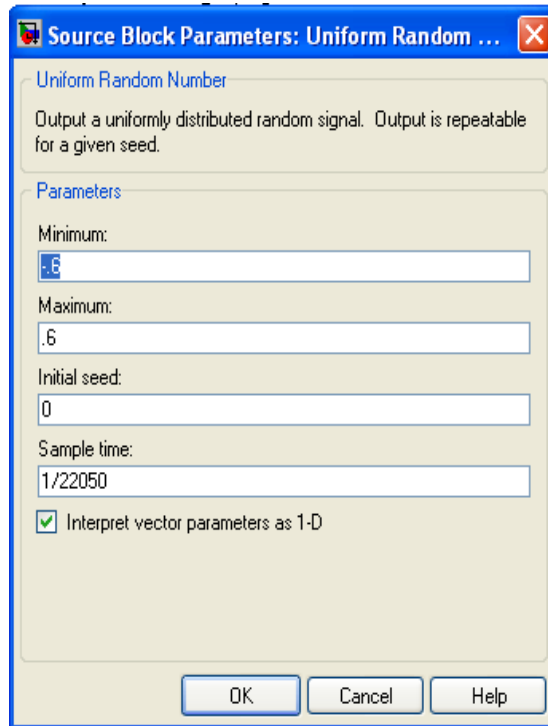 Source Block Parameters: Uniform Random ...
Uniform Random Number
Output a uniformly distributed random signal. Output is repeatable
for a given seed.
Parameters
Minimum:
-.6
Maximum:
.6
Initial seed:
0
Sample time:
1/22050
Interpret vector parameters as 1-D
OK Cancel Help